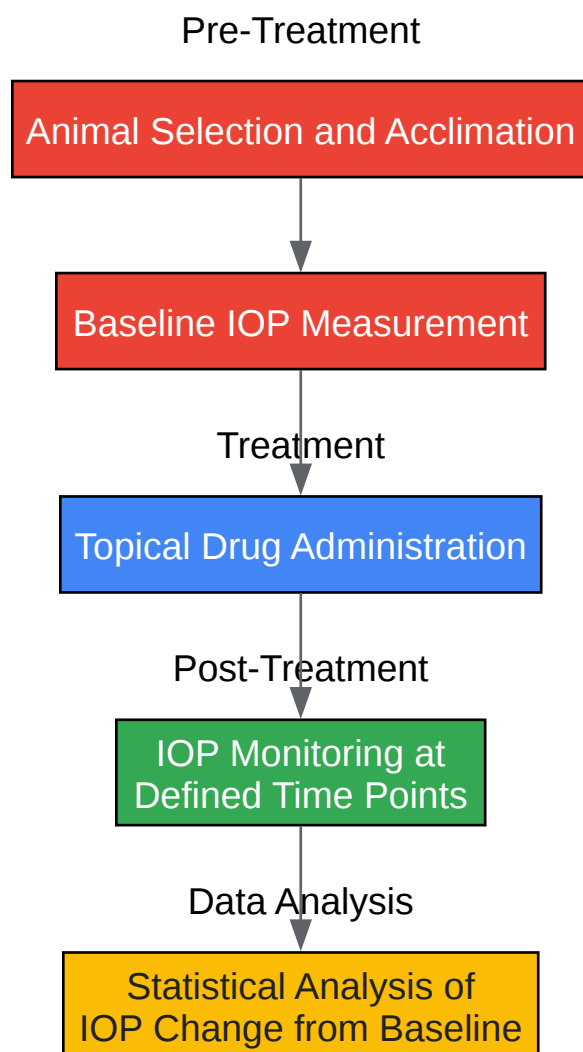 Pre-Treatment
Animal Selection and Acclimation
Baseline IOP Measurement
Treatment
Topical Drug Administration
Post-Treatment
IOP Monitoring at
Defined Time Points
Data Analysis
Statistical Analysis of
IOP Change from Baseline